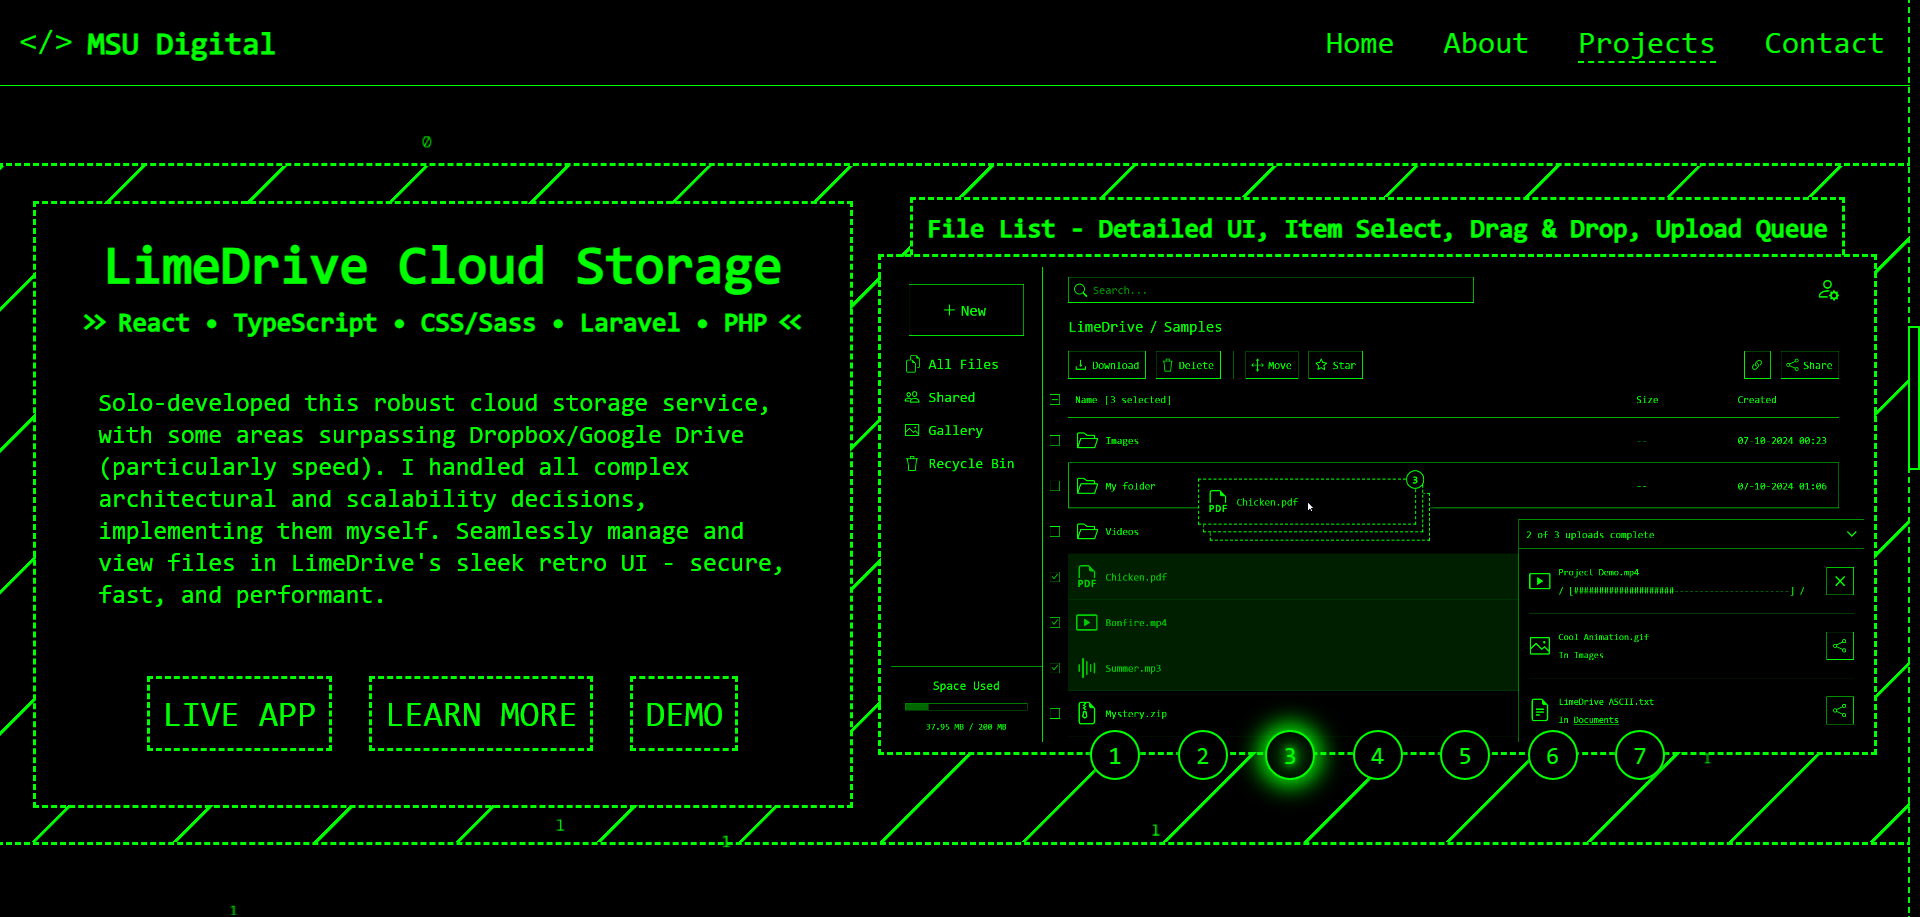 </> MSU Digital
Home About Projects Contact
0
LimeDrive Cloud Storage
>> React • TypeScript • CSS/Sass • Laravel • PHP <<
Solo-developed this robust cloud storage service,
with some areas surpassing Dropbox/Google Drive
(particularly speed). I handled all complex
architectural and scalability decisions,
implementing them myself. Seamlessly manage and
view files in LimeDrive's sleek retro UI - secure,
fast, and performant.
LIVE APP LEARN MORE DEMO
File List - Detailed UI, Item Select, Drag & Drop, Upload Queue
+ New
All Files
Shared
Gallery
Recycle Bin
Space Used
37.95 MB / 200 MB
Search...
LimeDrive / Samples
Download Delete Move Star Share
Name [3 selected] Size Created
Images -- 07-10-2024 00:23
My folder -- 07-10-2024 01:06
3
PDF Chicken.pdf
Videos
PDF Chicken.pdf
Bonfire.mp4
Summer.mp3
Mystery.zip
2 of 3 uploads complete
Project Demo.mp4
/ [####################-----------------------] /
Cool Animation.gif
In Images
LimeDrive ASCII.txt
In Documents
1 2 3 4 5 6 7
1
1
1
1
1